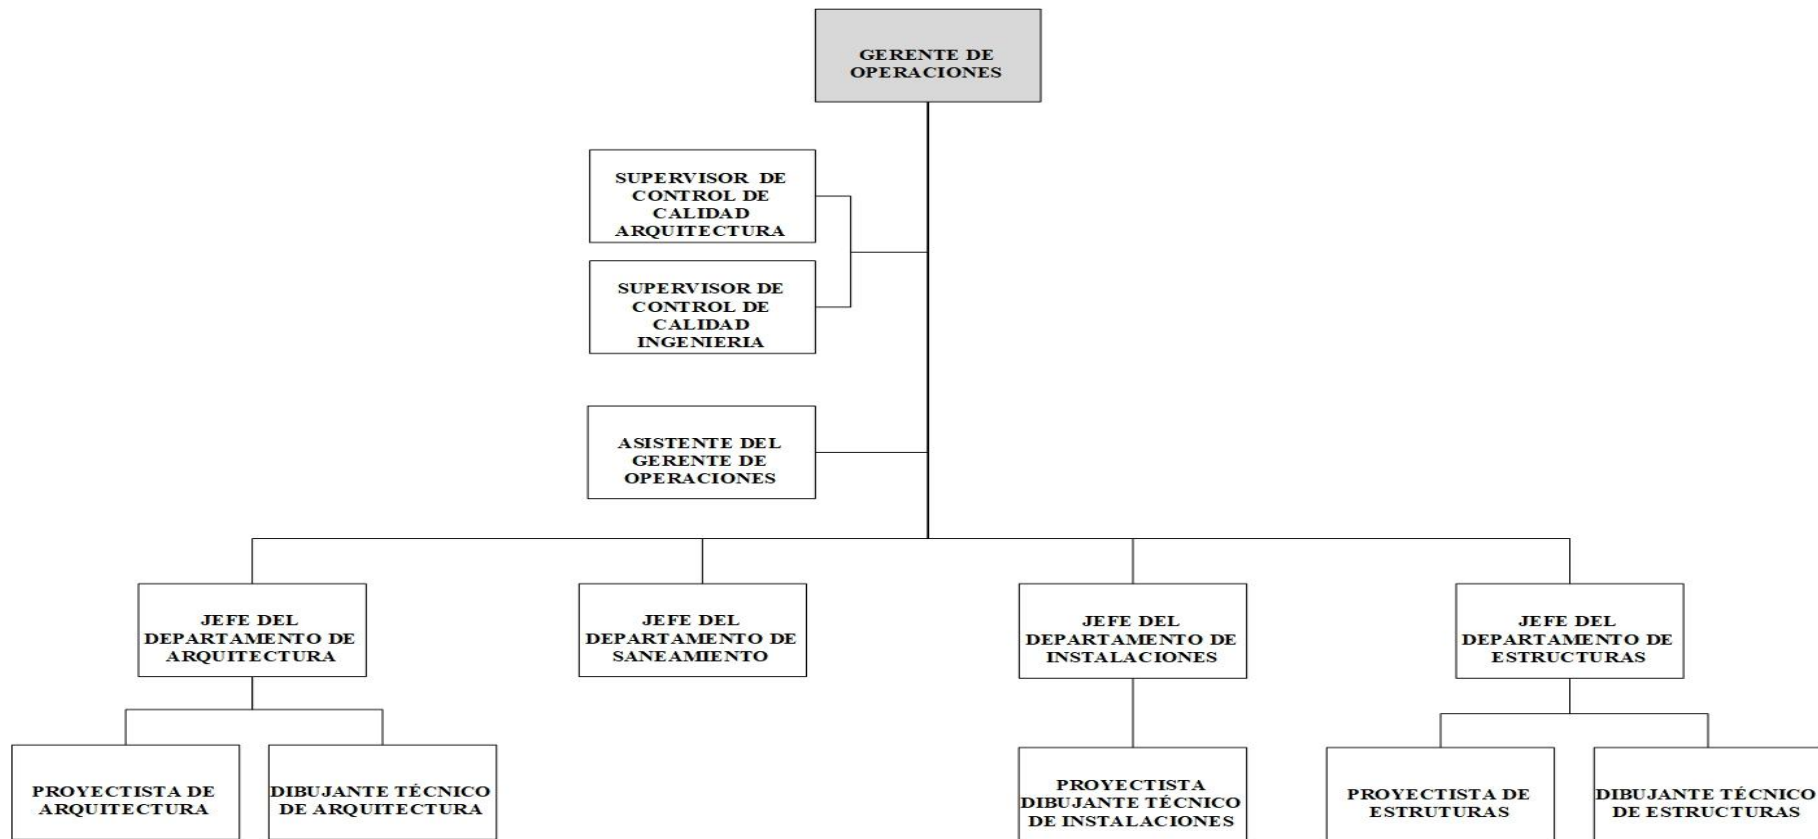 GERENTE DE
OPERACIONES
SUPERVISOR DE
CONTROL DE
CALIDAD
ARQUITECTURA
SUPERVISOR DE
CONTROL DE
CALIDAD
INGENIERIA
ASISTENTE DEL
GERENTE DE
OPERACIONES
JEFE DEL
DEPARTAMENTO DE
ARQUITECTURA
JEFE DEL
DEPARTAMENTO DE
SANEAMIENTO
JEFE DEL
DEPARTAMENTO DE
INSTALACIONES
JEFE DEL
DEPARTAMENTO DE
ESTRUCTURAS
PROYECTISTA DE
ARQUITECTURA
DIBUJANTE TÉCNICO
DE ARQUITECTURA
PROYECTISTA
DIBUJANTE TÉCNICO
DE INSTALACIONES
PROYECTISTA DE
ESTRUTURAS
DIBUJANTE TÉCNICO
DE ESTRUCTURAS